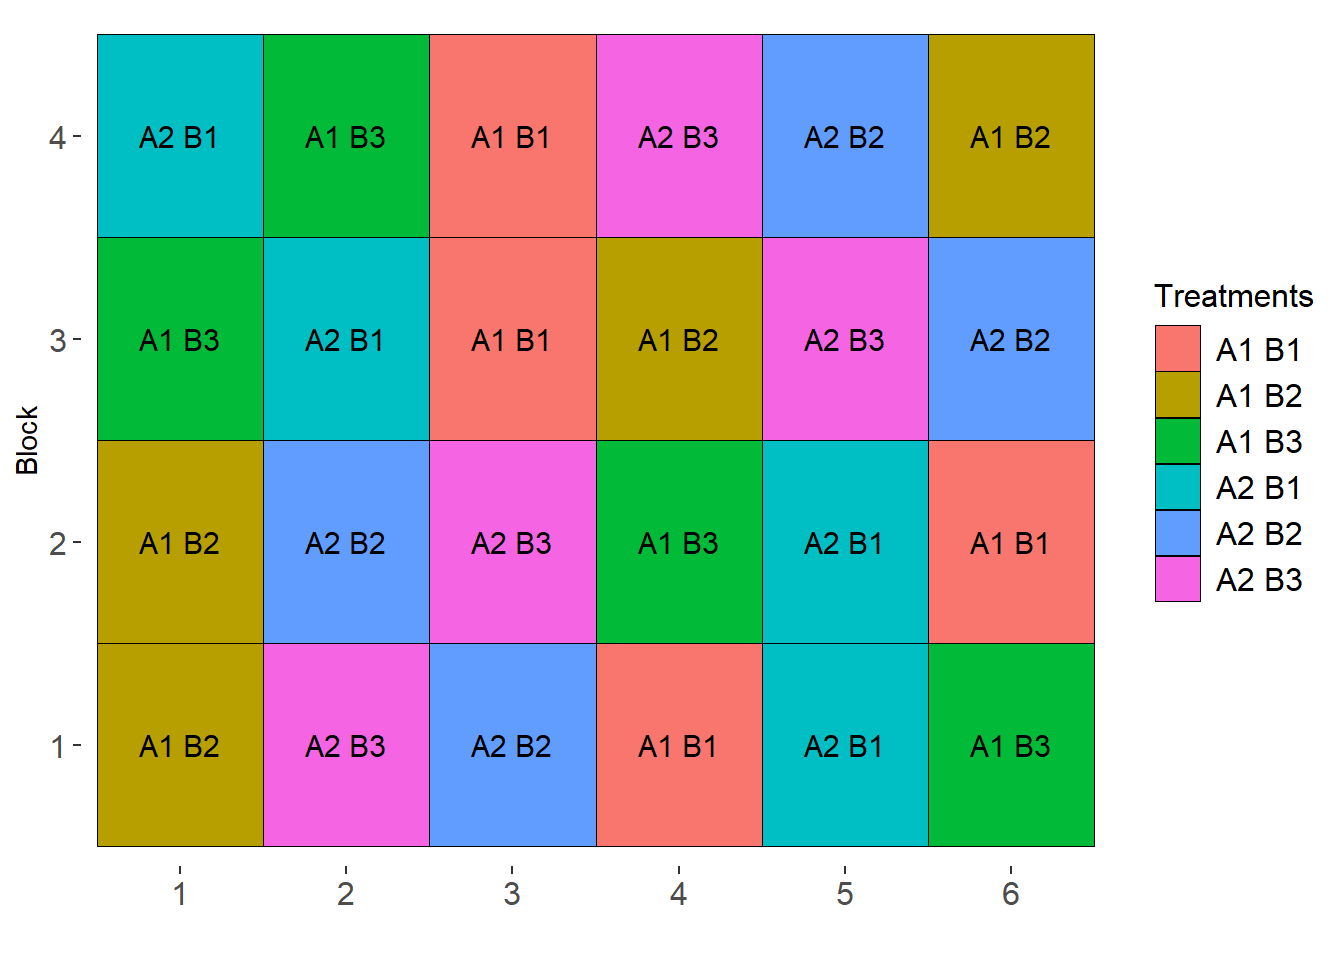 4
A2 B1 A1 B3 A1 B1 A2 B3 A2 B2 A1 B2
3
A1 B3 A2 B1 A1 B1 A1 B2 A2 B3 A2 B2
Block
2
A1 B2 A2 B2 A2 B3 A1 B3 A2 B1 A1 B1
1
A1 B2 A2 B3 A2 B2 A1 B1 A2 B1 A1 B3
1 2 3 4 5 6
Treatments
A1 B1
A1 B2
A1 B3
A2 B1
A2 B2
A2 B3